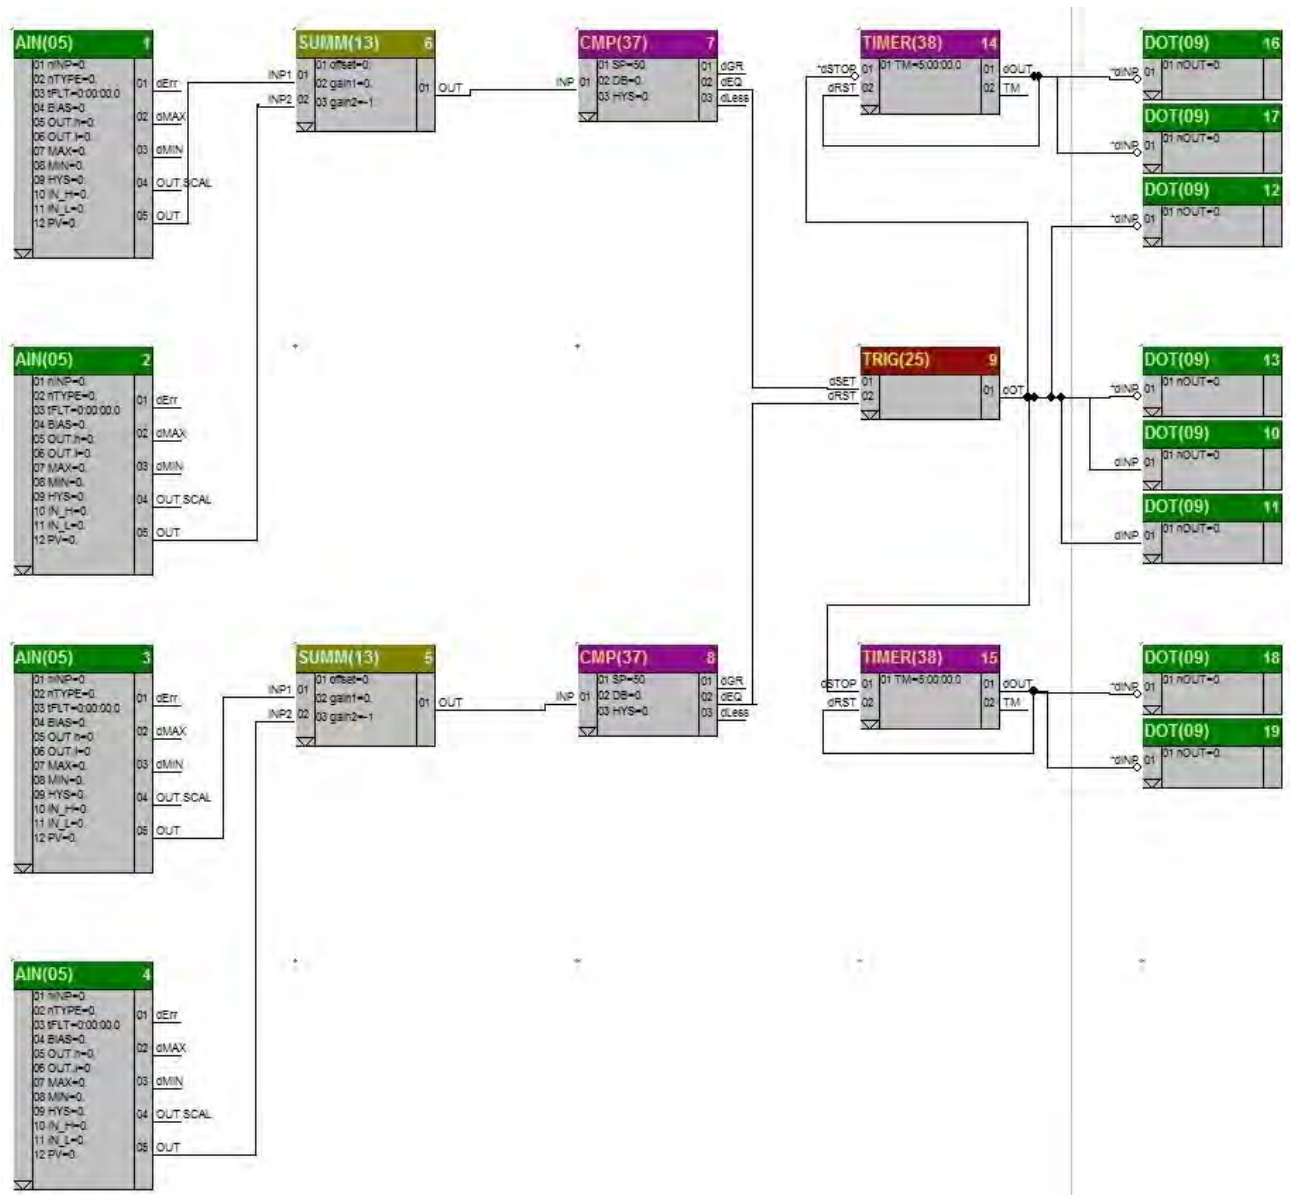 AIN(05) 1
01 nINP=0.
02 nTYPE=0.
03 tFLT=0:00:00.0
04 BIAS=0.
05 OUT.h=0.
06 OUT.l=0.
07 MAX=0.
08 MIN=0.
09 HYS=0.
10 IN_H=0.
11 IN_L=0.
12 PV=0.
01 dErr
02 dMAX
03 dMIN
04 OUT.SCAL
05 OUT
SUMM(13) 6
INP1 01
INP2 02
01 offset=0.
02 gain1=0.
03 gain2=-1.
01 OUT
CMP(37) 7
INP 01
01 SP=50.
02 DB=0.
03 HYS=0.
01 dGR
02 dEQ
03 dLess
TIMER(38) 14
*dSTOP 01
dRST 02
01 TM=5:00:00.0
01 dOUT
02 TM
DOT(09) 16
*dINP 01
01 nOUT=0.
DOT(09) 17
*dINP 01
01 nOUT=0.
DOT(09) 12
*dINP 01
01 nOUT=0.
AIN(05) 2
01 nINP=0.
02 nTYPE=0.
03 tFLT=0:00:00.0
04 BIAS=0.
05 OUT.h=0.
06 OUT.l=0.
07 MAX=0.
08 MIN=0.
09 HYS=0.
10 IN_H=0.
11 IN_L=0.
12 PV=0.
01 dErr
02 dMAX
03 dMIN
04 OUT.SCAL
05 OUT
TRIG(25) 9
dSET 01
dRST 02
01 dOT
DOT(09) 13
*dINP 01
01 nOUT=0.
DOT(09) 10
dINP 01
01 nOUT=0.
DOT(09) 11
dINP 01
01 nOUT=0.
AIN(05) 3
01 nINP=0.
02 nTYPE=0.
03 tFLT=0:00:00.0
04 BIAS=0.
05 OUT.h=0.
06 OUT.l=0.
07 MAX=0.
08 MIN=0.
09 HYS=0.
10 IN_H=0.
11 IN_L=0.
12 PV=0.
01 dErr
02 dMAX
03 dMIN
04 OUT.SCAL
05 OUT
SUMM(13) 5
INP1 01
INP2 02
01 offset=0.
02 gain1=0.
03 gain2=-1
01 OUT
CMP(37) 8
INP 01
01 SP=50.
02 DB=0.
03 HYS=0.
01 dGR
02 dEQ
03 dLess
TIMER(38) 15
dSTOP 01
dRST 02
01 TM=5:00:00.0
01 dOUT
02 TM
DOT(09) 18
*dINP 01
01 nOUT=0.
DOT(09) 19
*dINP 01
01 nOUT=0.
AIN(05) 4
01 nINP=0.
02 nTYPE=0.
03 tFLT=0:00:00.0
04 BIAS=0.
05 OUT.h=0.
06 OUT.l=0.
07 MAX=0.
08 MIN=0.
09 HYS=0.
10 IN_H=0.
11 IN_L=0.
12 PV=0.
01 dErr
02 dMAX
03 dMIN
04 OUT.SCAL
05 OUT